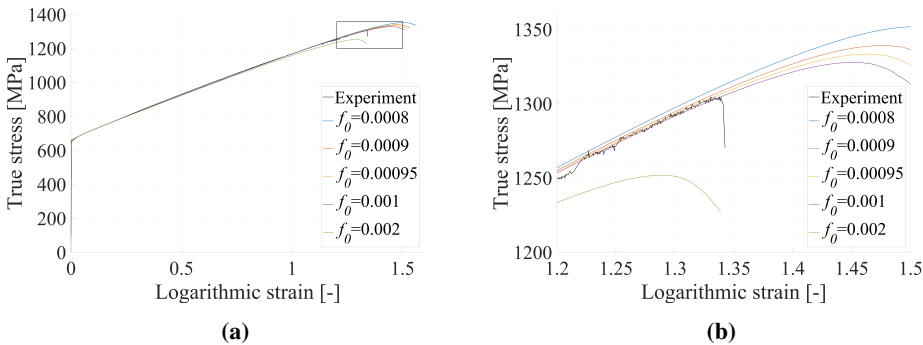 1400
1200
1000
800
600
400
200
0
True stress [MPa]
0
0.5
1
1.5
Logarithmic strain [-]
Experiment
f0=0.0008
f0=0.0009
f0=0.00095
f0=0.001
f0=0.002
(a)
1350
1300
1250
1200
True stress [MPa]
1.2
1.25
1.3
1.35
1.4
1.45
1.5
Logarithmic strain [-]
Experiment
f0=0.0008
f0=0.0009
f0=0.00095
f0=0.001
f0=0.002
(b)